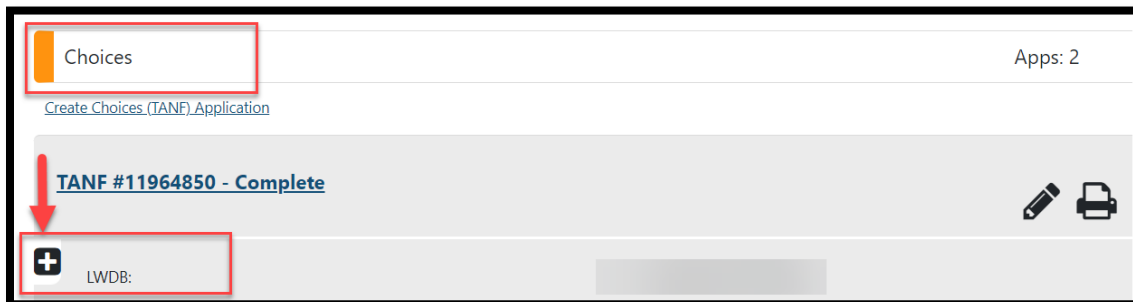 Choices Apps: 2
Create Choices (TANF) Application
TANF #11964850 - Complete
LWDB: